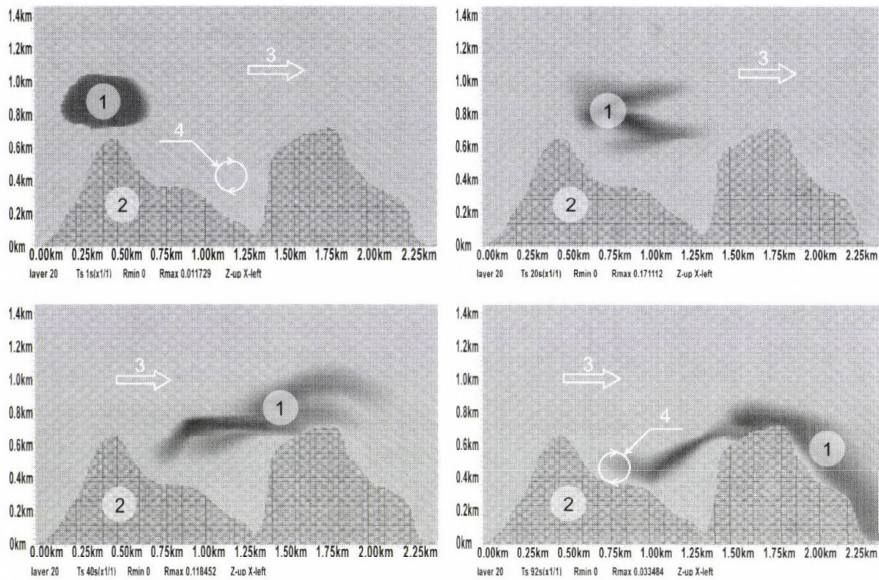 1.4km
1.2km
1.0km
0.8km
0.6km
0.4km
0.2km
0km
3
1
4
2
0.00km 0.25km 0.50km 0.75km 1.00km 1.25km 1.50km 1.75km 2.00km 2.25km
layer 20 Ts 1s(x1/1) Rmin 0 Rmax 0.011729 Z-up X-left
1.4km
1.2km
1.0km
0.8km
0.6km
0.4km
0.2km
0km
3
1
2
0.00km 0.25km 0.50km 0.75km 1.00km 1.25km 1.50km 1.75km 2.00km 2.25km
layer 20 Ts 20s(x1/1) Rmin 0 Rmax 0.171112 Z-up X-left
1.4km
1.2km
1.0km
0.8km
0.6km
0.4km
0.2km
0km
3
1
2
0.00km 0.25km 0.50km 0.75km 1.00km 1.25km 1.50km 1.75km 2.00km 2.25km
layer 20 Ts 40s(x1/1) Rmin 0 Rmax 0.118452 Z-up X-left
1.4km
1.2km
1.0km
0.8km
0.6km
0.4km
0.2km
0km
3
4
1
2
0.00km 0.25km 0.50km 0.75km 1.00km 1.25km 1.50km 1.75km 2.00km 2.25km
layer 20 Ts 92s(x1/1) Rmin 0 Rmax 0.033484 Z-up X-left